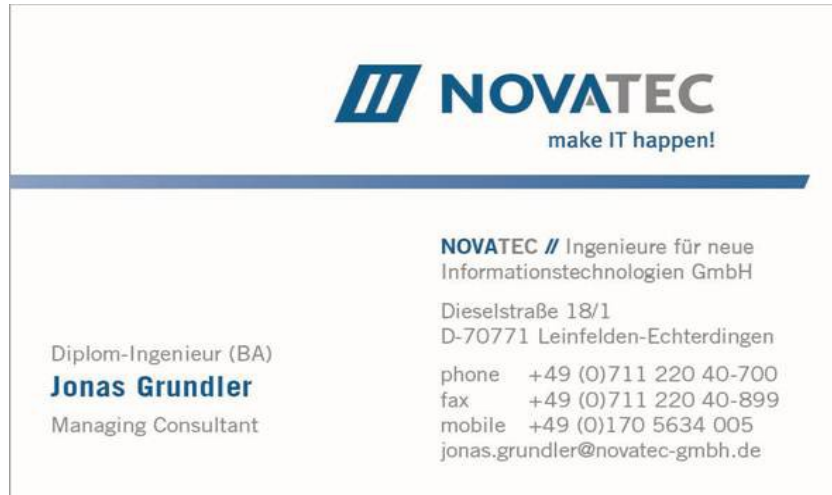 NOVATEC
make IT happen!
Diplom-Ingenieur (BA)
Jonas Grundler
Managing Consultant
NOVATEC // Ingenieure für neue
Informationstechnologien GmbH
Dieselstraße 18/1
D-70771 Leinfelden-Echterdingen
phone +49 (0)711 220 40-700
fax +49 (0)711 220 40-899
mobile +49 (0)170 5634 005
jonas.grundler@novatec-gmbh.de